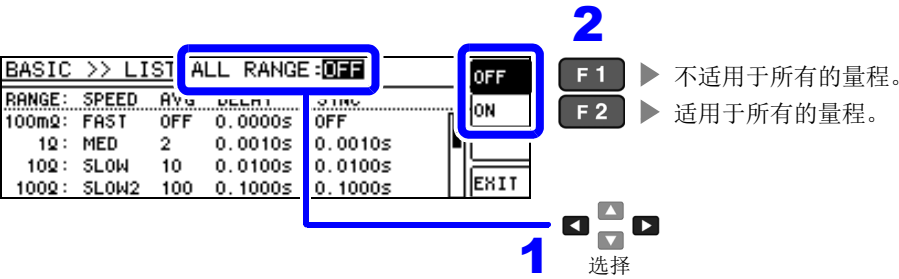 2
BASIC >> LIST ALL RANGE:OFF
OFF
F1 不适用于所有的量程。
ON
F2 适用于所有的量程。
RANGE: SPEED AVG DELAY SYNC
100mΩ: FAST OFF 0.0000s OFF
1Ω: MED 2 0.0010s 0.0010s
10Ω: SLOW 10 0.0100s 0.0100s
100Ω: SLOW2 100 0.1000s 0.1000s
EXIT
1
选择